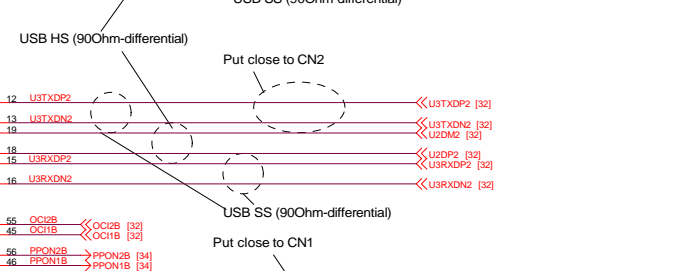 USB SS (90Ohm-differential)
USB HS (90Ohm-differential)
Put close to CN2
12 U3TXDP2 U3TXDP2 [32]
13 U3TXDN2 U3TXDN2 [32]
19 U2DM2 [32]
18 U2DP2 [32]
15 U3RXDP2 U3RXDP2 [32]
16 U3RXDN2 U3RXDN2 [32]
USB SS (90Ohm-differential)
55 OCI2B OCI2B [32]
45 OCI1B OCI1B [32]
Put close to CN1
56 PPON2B PPON2B [34]
46 PPON1B PPON1B [34]